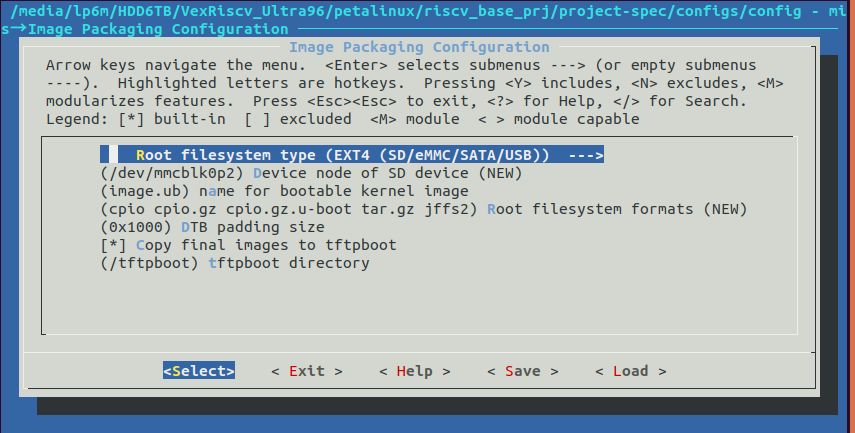 /media/lp6m/HDD6TB/VexRiscv_Ultra96/petalinux/riscv_base_prj/project-spec/configs/config - mi
s→Image Packaging Configuration
Image Packaging Configuration
Arrow keys navigate the menu.  <Enter> selects submenus ---> (or empty submenus
----).  Highlighted letters are hotkeys.  Pressing <Y> includes, <N> excludes, <M>
modularizes features.  Press <Esc><Esc> to exit, <?> for Help, </> for Search.
Legend: [*] built-in  [ ] excluded  <M> module  < > module capable
Root filesystem type (EXT4 (SD/eMMC/SATA/USB))  --->
(/dev/mmcblk0p2) Device node of SD device (NEW)
(image.ub) name for bootable kernel image
(cpio cpio.gz cpio.gz.u-boot tar.gz jffs2) Root filesystem formats (NEW)
(0x1000) DTB padding size
[*] Copy final images to tftpboot
(/tftpboot) tftpboot directory
<Select>    < Exit >    < Help >    < Save >    < Load >